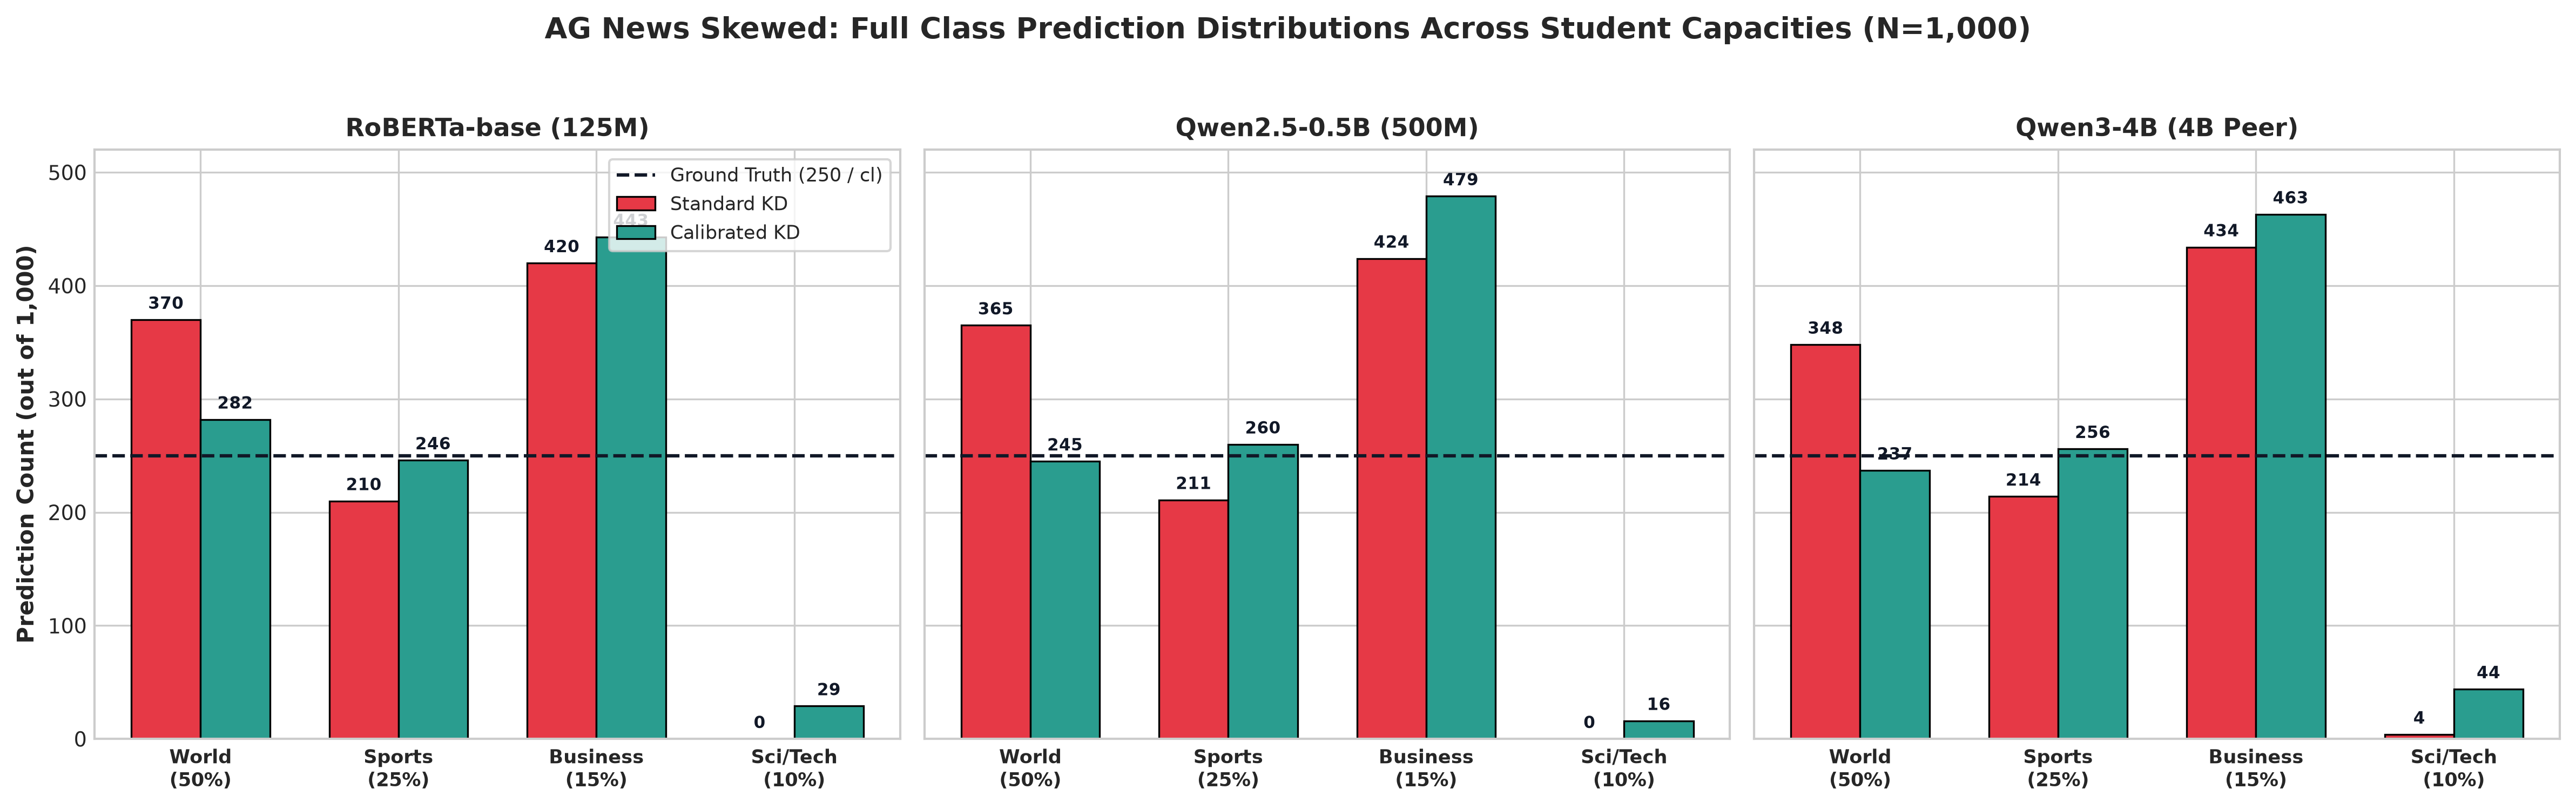 AG News Skewed: Full Class Prediction Distributions Across Student Capacities (N=1,000)
RoBERTa-base (125M)
Qwen2.5-0.5B (500M)
Qwen3-4B (4B Peer)
Prediction Count (out of 1,000)
500
400
300
200
100
0
Ground Truth (250 / cl)
Standard KD
Calibrated KD
370
282
210
246
420
443
0
29
World
(50%)
Sports
(25%)
Business
(15%)
Sci/Tech
(10%)
365
245
211
260
424
479
0
16
World
(50%)
Sports
(25%)
Business
(15%)
Sci/Tech
(10%)
348
237
214
256
434
463
4
44
World
(50%)
Sports
(25%)
Business
(15%)
Sci/Tech
(10%)